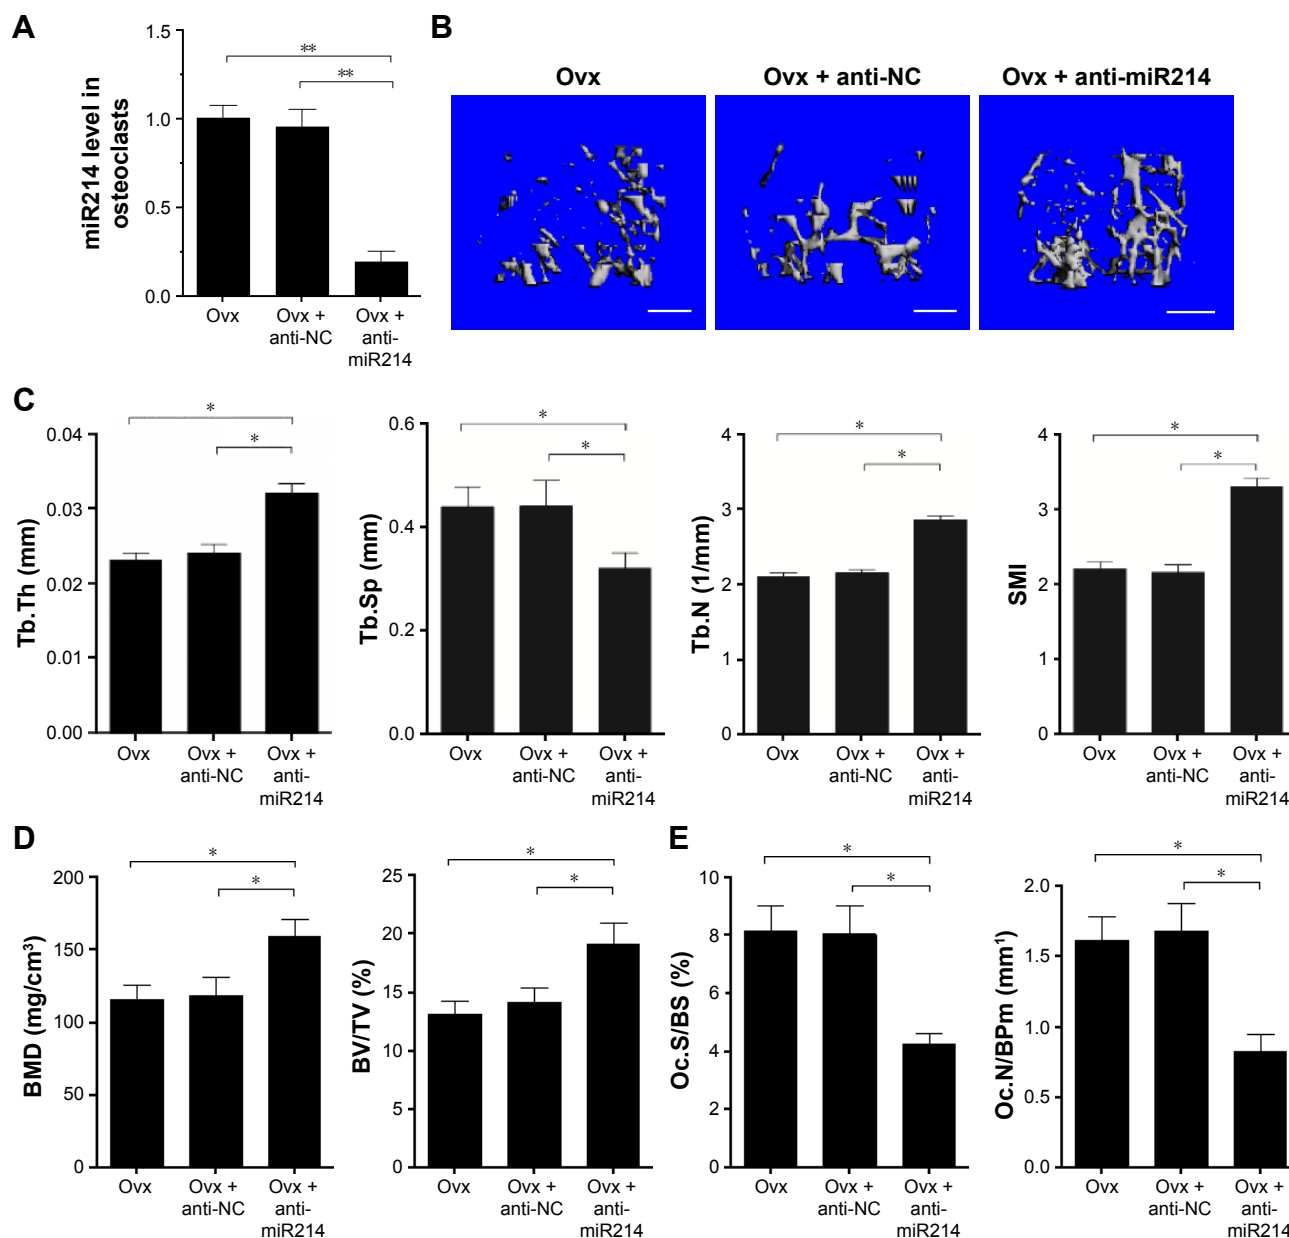 A
miR214 level in
osteoclasts
1.5
1.0
0.5
0.0
**
**
Ovx
Ovx +
anti-NC
Ovx +
anti-
miR214
B
Ovx
Ovx + anti-NC
Ovx + anti-miR214
C
Tb.Th (mm)
0.04
0.03
0.02
0.01
0.00
*
*
Ovx
Ovx +
anti-NC
Ovx +
anti-
miR214
Tb.Sp (mm)
0.6
0.4
0.2
0.0
*
*
Ovx
Ovx +
anti-NC
Ovx +
anti-
miR214
Tb.N (1/mm)
4
3
2
1
0
*
*
Ovx
Ovx +
anti-NC
Ovx +
anti-
miR214
SMI
4
3
2
1
0
*
*
Ovx
Ovx +
anti-NC
Ovx +
anti-
miR214
D
BMD (mg/cm³)
200
150
100
50
0
*
*
Ovx
Ovx +
anti-NC
Ovx +
anti-
miR214
BV/TV (%)
25
20
15
10
5
0
*
*
Ovx
Ovx +
anti-NC
Ovx +
anti-
miR214
E
Oc.S/BS (%)
10
8
6
4
2
0
*
*
Ovx
Ovx +
anti-NC
Ovx +
anti-
miR214
Oc.N/BPm (mm¹)
2.0
1.5
1.0
0.5
0.0
*
*
Ovx
Ovx +
anti-NC
Ovx +
anti-
miR214